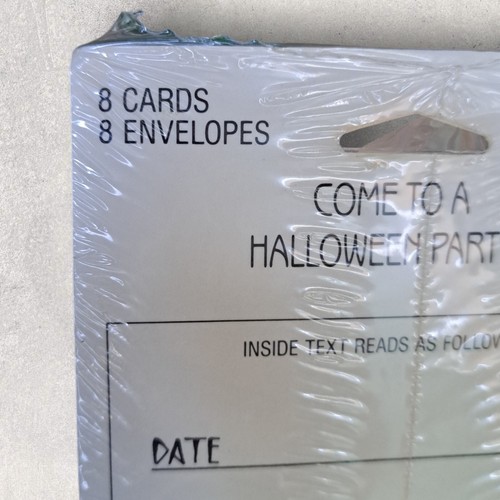 8 CARDS
8 ENVELOPES
COME TO A
HALLOWEEN PART
INSIDE TEXT READS AS FOLLOW
DATE